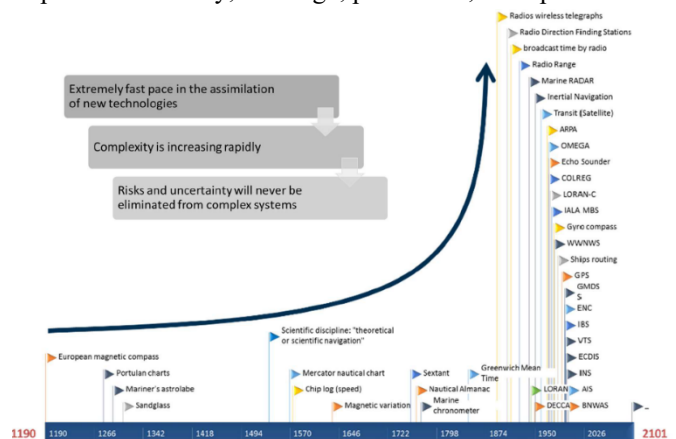 Radios wireless telegraphs
Radio Direction Finding Stations
broadcast time by radio
Radio Range
Marine RADAR
Inertial Navigation
Transit (Satellite)
ARPA
OMEGA
Echo Sounder
COLREG
LORAN-C
IALA MBS
Gyro compass
WWNWS
Ships routing
GPS
GMDS
S
ENC
IBS
VTS
ECDIS
INS
AIS
BNWAS
LORAN
DECCA
Extremely fast pace in the assimilation
of new technologies
Complexity is increasing rapidly
Risks and uncertainty will never be
eliminated from complex systems
Scientific discipline: "theoretical
or scientific navigation"
European magnetic compass
Portulan charts
Mariner's astrolabe
Sandglass
Mercator nautical chart
Chip log (speed)
Magnetic variation
Sextant
Nautical Almanac
Marine
chronometer
Greenwich Mean
Time
1190
1190 1266 1342 1418 1494 1570 1646 1722 1798 1874 1950 2026
2101